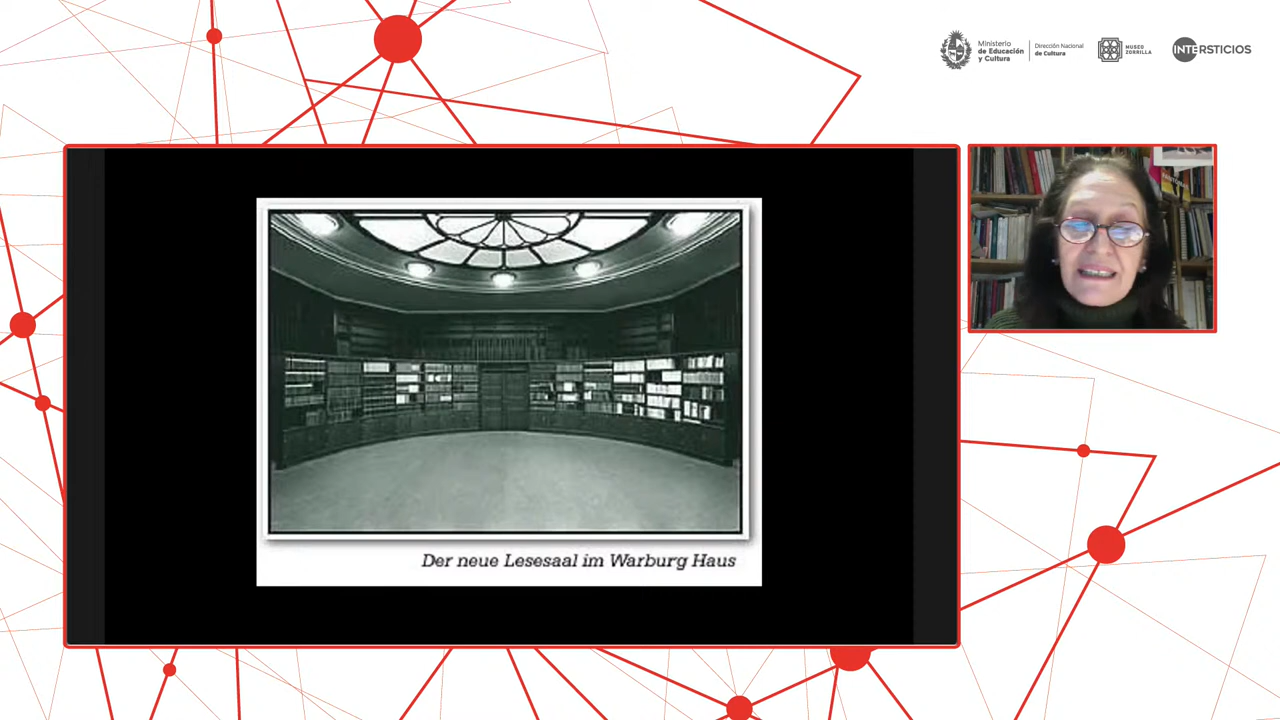 Ministerio
de Educación
y Cultura
Dirección Nacional
de Cultura
MUSEO
ZORRILLA
INTERSTICIOS
Der neue Lesesaal im Warburg Haus